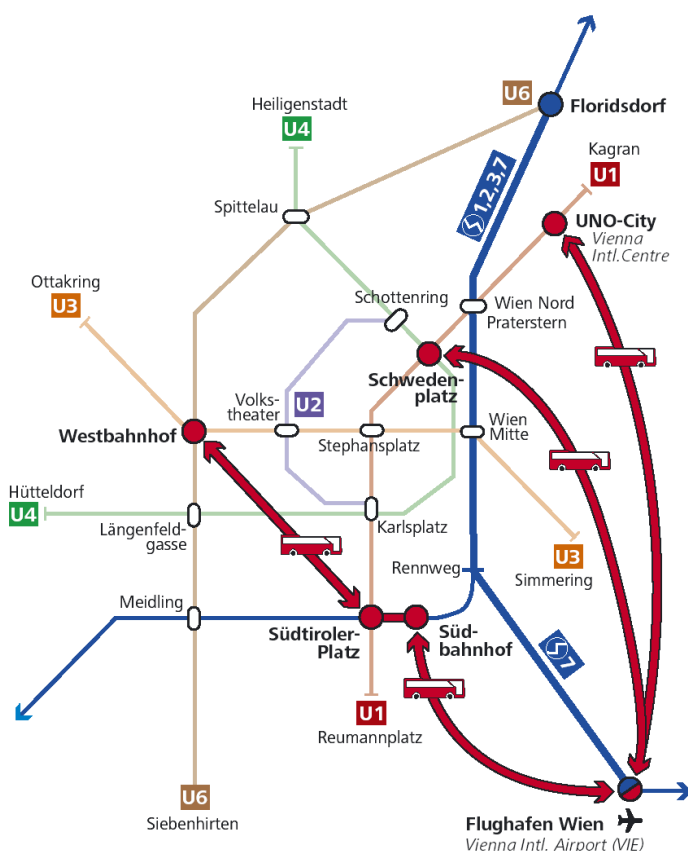 U6
Floridsdorf
Heiligenstadt
U4
Kagran
U1
1,2,3,7
Spittelau
UNO-City
Vienna
Intl.Centre
Ottakring
U3
Schottenring
Wien Nord
Praterstern
Schweden-
platz
Volks-
theater
U2
Westbahnhof
Stephansplatz
Wien
Mitte
Hütteldorf
U4
Längenfeld-
gasse
Karlsplatz
U3
Simmering
Rennweg
Meidling
Südtiroler-
Platz
Süd-
bahnhof
7
U1
Reumannplatz
U6
Siebenhirten
Flughafen Wien
Vienna Intl. Airport (VIE)